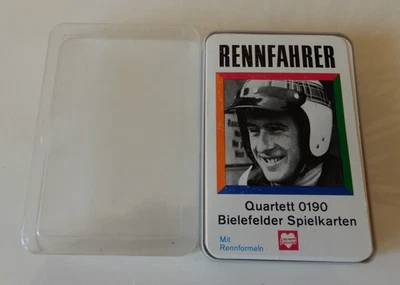 RENNFAHRER
Quartett 0190
Bielefelder Spielkarten
Mit
Rennformeln